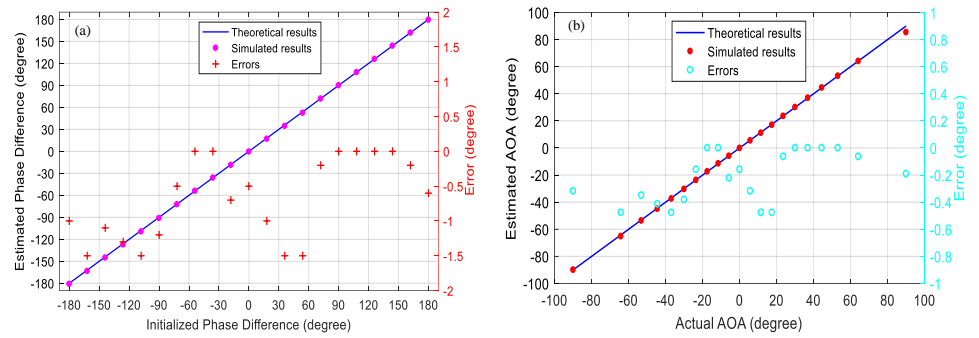 (a)
Theoretical results
Simulated results
Errors
Estimated Phase Difference (degree)
180
150
120
90
60
30
0
-30
-60
-90
-120
-150
-180
-180 -150 -120 -90 -60 -30 0 30 60 90 120 150 180
Initialized Phase Difference (degree)
2
1.5
1
0.5
0
-0.5
-1
-1.5
-2
Error (degree)
(b)
Theoretical results
Simulated results
Errors
Estimated AOA (degree)
100
80
60
40
20
0
-20
-40
-60
-80
-100
-100 -80 -60 -40 -20 0 20 40 60 80 100
Actual AOA (degree)
1
0.8
0.6
0.4
0.2
0
-0.2
-0.4
-0.6
-0.8
-1
Error (degree)